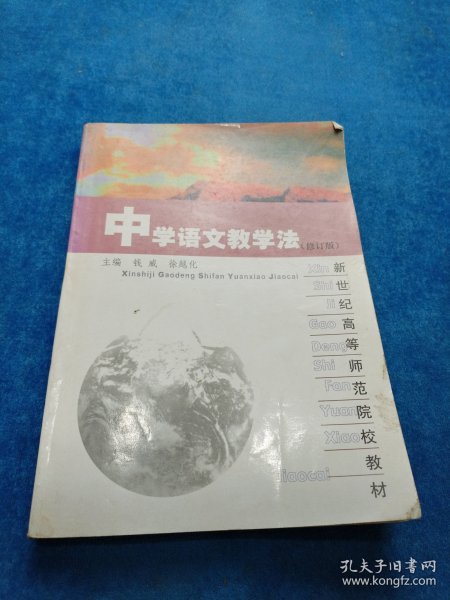 中学语文教学法(修订版)
主编 钱威 徐越化
Xinshiji Gaodeng Shifan Yuanxiao Jiaocai
Xin 新
Shi 世
Ji 纪
Gao 高
Deng 等
Shi 师
Fan 范
Yuan 院
Xiao 校
教
Jiaocai 材
孔夫子旧书网
www.kongfz.com